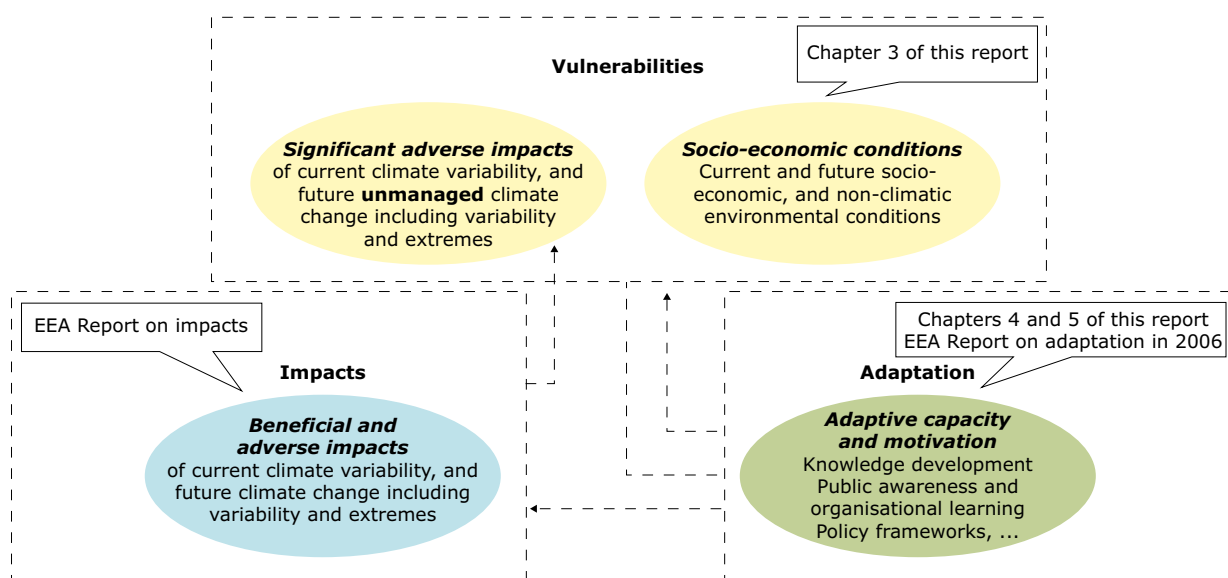 Vulnerabilities
Chapter 3 of this report
Significant adverse impacts
of current climate variability, and
future unmanaged climate
change including variability
and extremes
Socio-economic conditions
Current and future socio-
economic, and non-climatic
environmental conditions
EEA Report on impacts
Impacts
Beneficial and
adverse impacts
of current climate variability, and
future climate change including
variability and extremes
Chapters 4 and 5 of this report
EEA Report on adaptation in 2006
Adaptation
Adaptive capacity
and motivation
Knowledge development
Public awareness and
organisational learning
Policy frameworks, ...